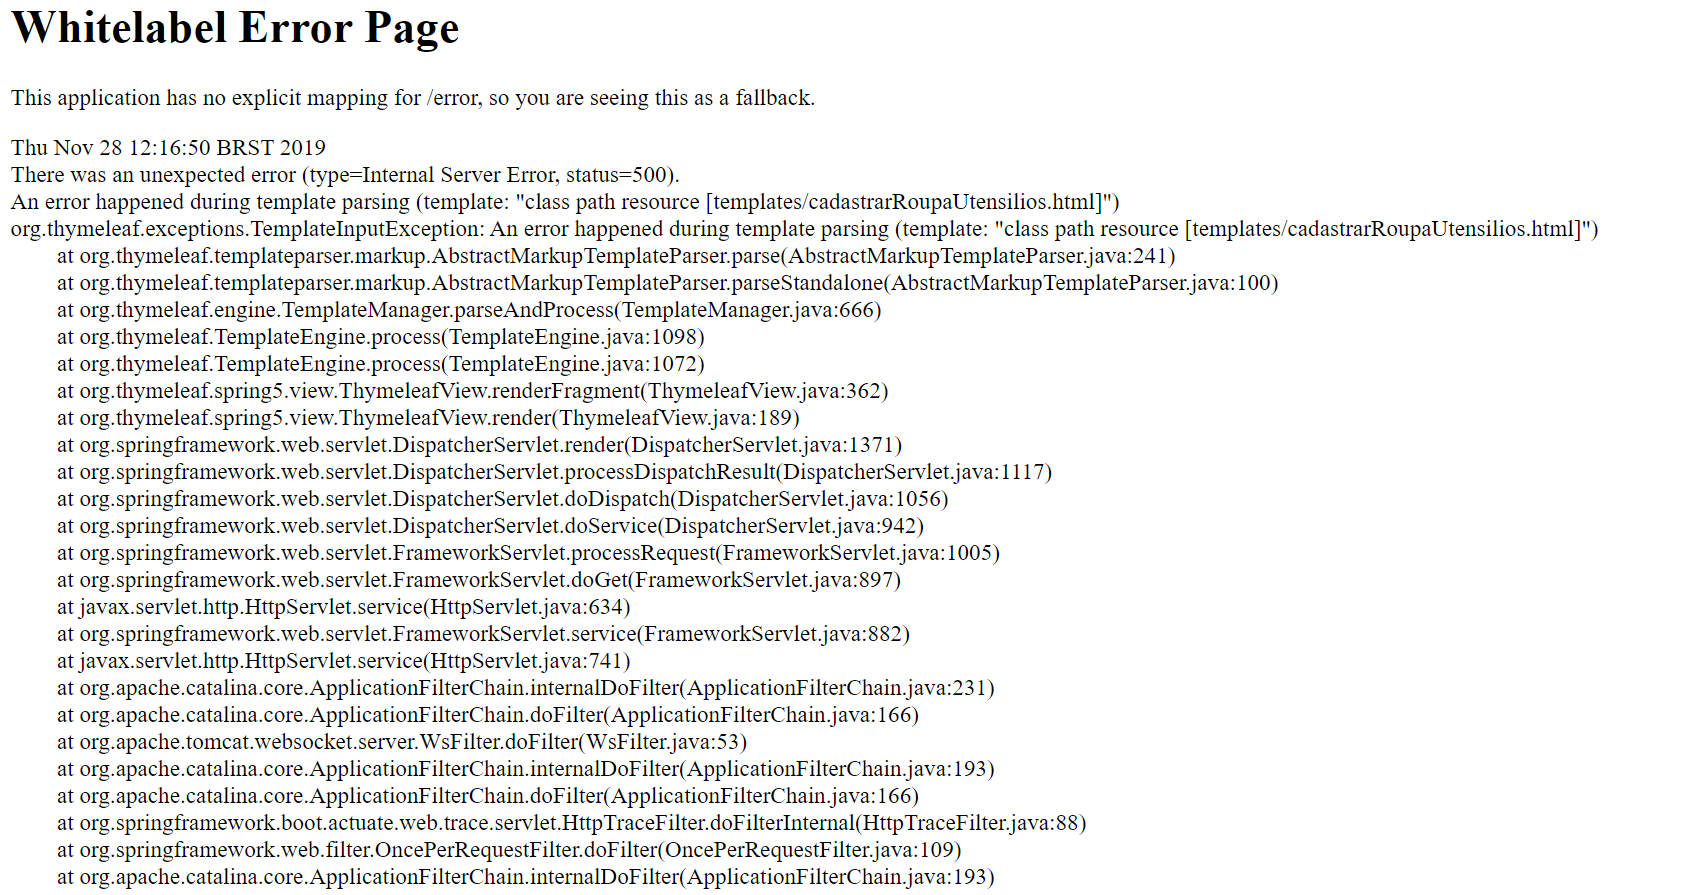 Whitelabel Error Page
This application has no explicit mapping for /error, so you are seeing this as a fallback.
Thu Nov 28 12:16:50 BRST 2019
There was an unexpected error (type=Internal Server Error, status=500).
An error happened during template parsing (template: "class path resource [templates/cadastrarRoupaUtensilios.html]")
org.thymeleaf.exceptions.TemplateInputException: An error happened during template parsing (template: "class path resource [templates/cadastrarRoupaUtensilios.html]")
at org.thymeleaf.templateparser.markup.AbstractMarkupTemplateParser.parse(AbstractMarkupTemplateParser.java:241)
at org.thymeleaf.templateparser.markup.AbstractMarkupTemplateParser.parseStandalone(AbstractMarkupTemplateParser.java:100)
at org.thymeleaf.engine.TemplateManager.parseAndProcess(TemplateManager.java:666)
at org.thymeleaf.TemplateEngine.process(TemplateEngine.java:1098)
at org.thymeleaf.TemplateEngine.process(TemplateEngine.java:1072)
at org.thymeleaf.spring5.view.ThymeleafView.renderFragment(ThymeleafView.java:362)
at org.thymeleaf.spring5.view.ThymeleafView.render(ThymeleafView.java:189)
at org.springframework.web.servlet.DispatcherServlet.render(DispatcherServlet.java:1371)
at org.springframework.web.servlet.DispatcherServlet.processDispatchResult(DispatcherServlet.java:1117)
at org.springframework.web.servlet.DispatcherServlet.doDispatch(DispatcherServlet.java:1056)
at org.springframework.web.servlet.DispatcherServlet.doService(DispatcherServlet.java:942)
at org.springframework.web.servlet.FrameworkServlet.processRequest(FrameworkServlet.java:1005)
at org.springframework.web.servlet.FrameworkServlet.doGet(FrameworkServlet.java:897)
at javax.servlet.http.HttpServlet.service(HttpServlet.java:634)
at org.springframework.web.servlet.FrameworkServlet.service(FrameworkServlet.java:882)
at javax.servlet.http.HttpServlet.service(HttpServlet.java:741)
at org.apache.catalina.core.ApplicationFilterChain.internalDoFilter(ApplicationFilterChain.java:231)
at org.apache.catalina.core.ApplicationFilterChain.doFilter(ApplicationFilterChain.java:166)
at org.apache.tomcat.websocket.server.WsFilter.doFilter(WsFilter.java:53)
at org.apache.catalina.core.ApplicationFilterChain.internalDoFilter(ApplicationFilterChain.java:193)
at org.apache.catalina.core.ApplicationFilterChain.doFilter(ApplicationFilterChain.java:166)
at org.springframework.boot.actuate.web.trace.servlet.HttpTraceFilter.doFilterInternal(HttpTraceFilter.java:88)
at org.springframework.web.filter.OncePerRequestFilter.doFilter(OncePerRequestFilter.java:109)
at org.apache.catalina.core.ApplicationFilterChain.internalDoFilter(ApplicationFilterChain.java:193)